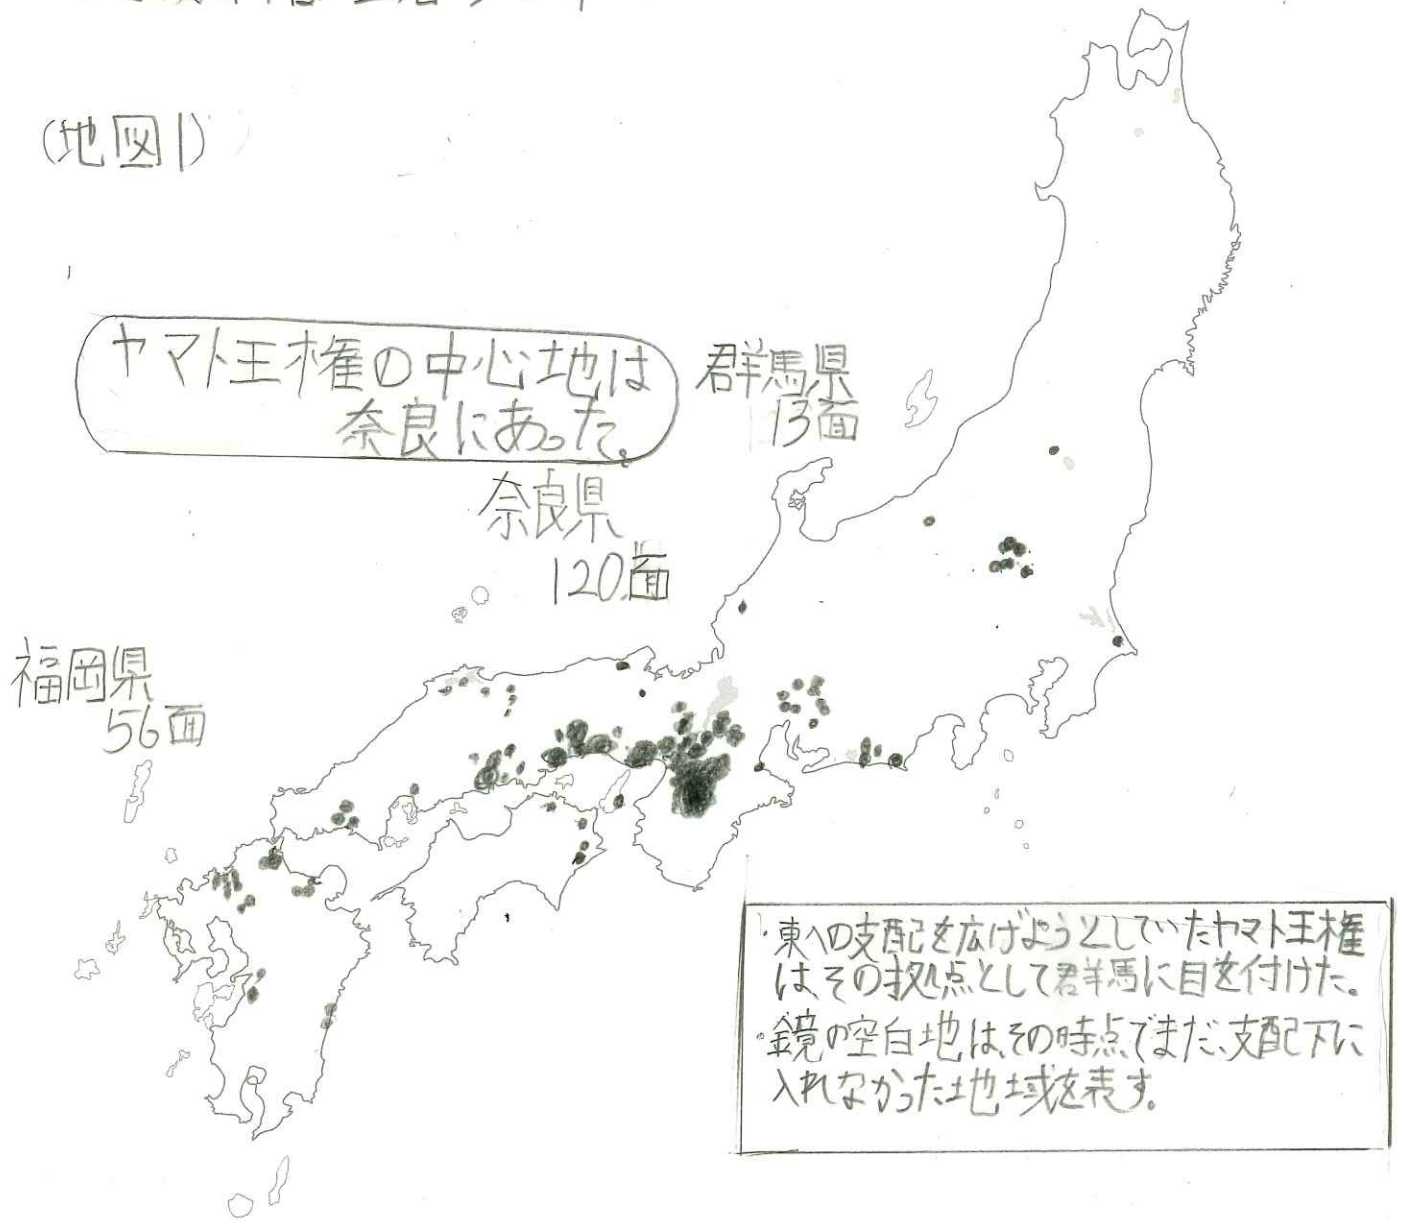 (地図1)
ヤマト王権の中心地は
奈良にあった。
群馬県
13面
奈良県
120面
福岡県
56面
・東への支配を広げようとしていたヤマト王権
は、その拠点として群馬に目を付けた。
・鏡の空白地は、その時点でまだ、支配下に
入れなかった地域を表す。